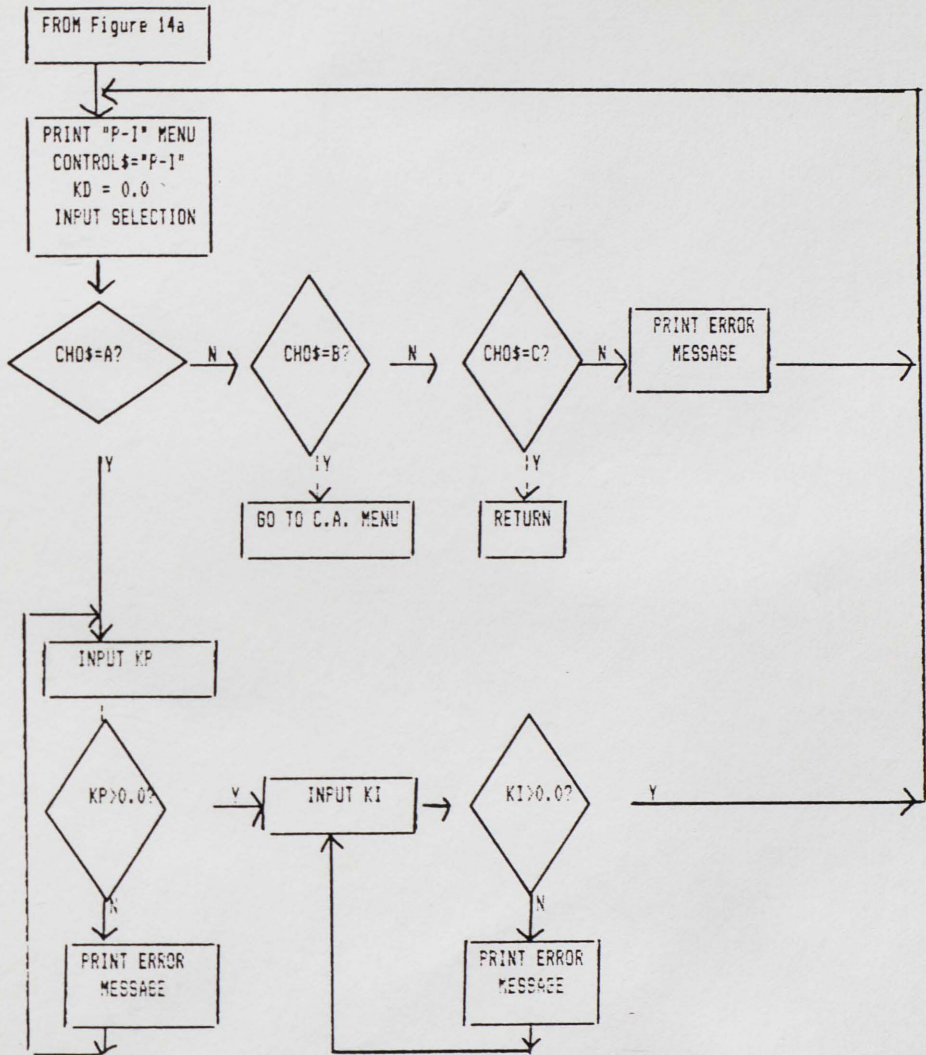 FROM Figure 14a
PRINT "P-I" MENU
CONTROL$="P-I"
KD = 0.0
INPUT SELECTION
CHO$=A?
N
CHO$=B?
N
CHO$=C?
N
PRINT ERROR
MESSAGE
Y
Y
Y
GO TO C.A. MENU
RETURN
INPUT KP
KP>0.0?
Y
INPUT KI
KI>0.0?
Y
N
N
PRINT ERROR
MESSAGE
PRINT ERROR
MESSAGE